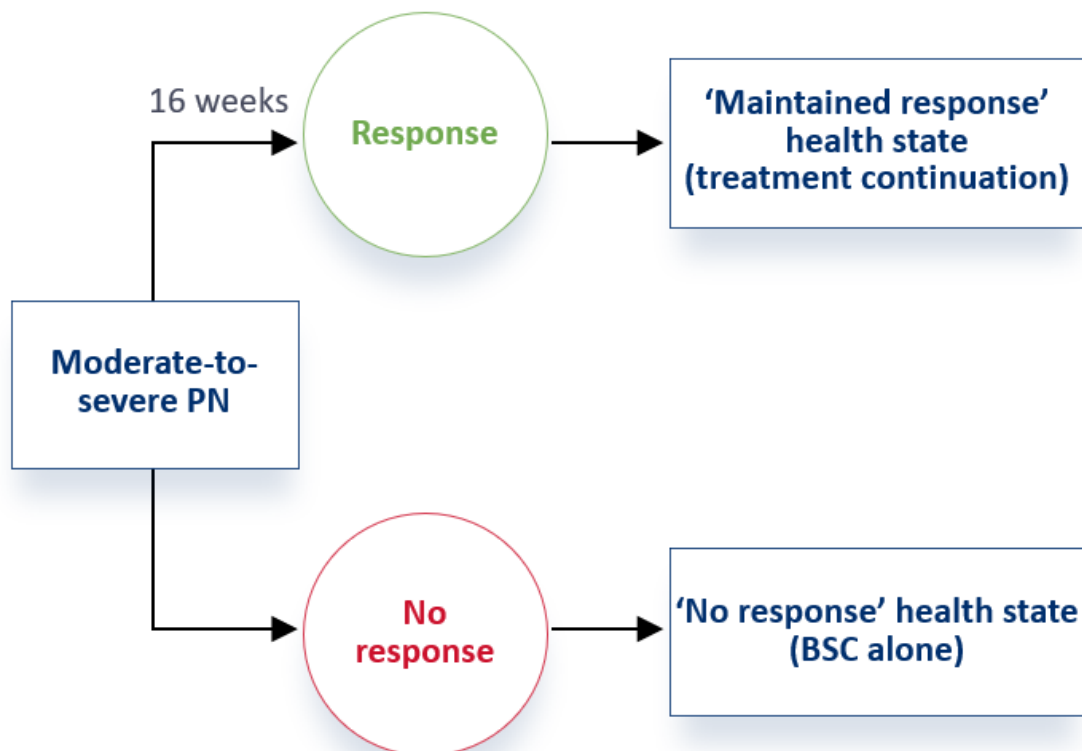 16 weeks
Response
‘Maintained response’
health state
(treatment continuation)
Moderate-to-
severe PN
No
response
‘No response’ health state
(BSC alone)